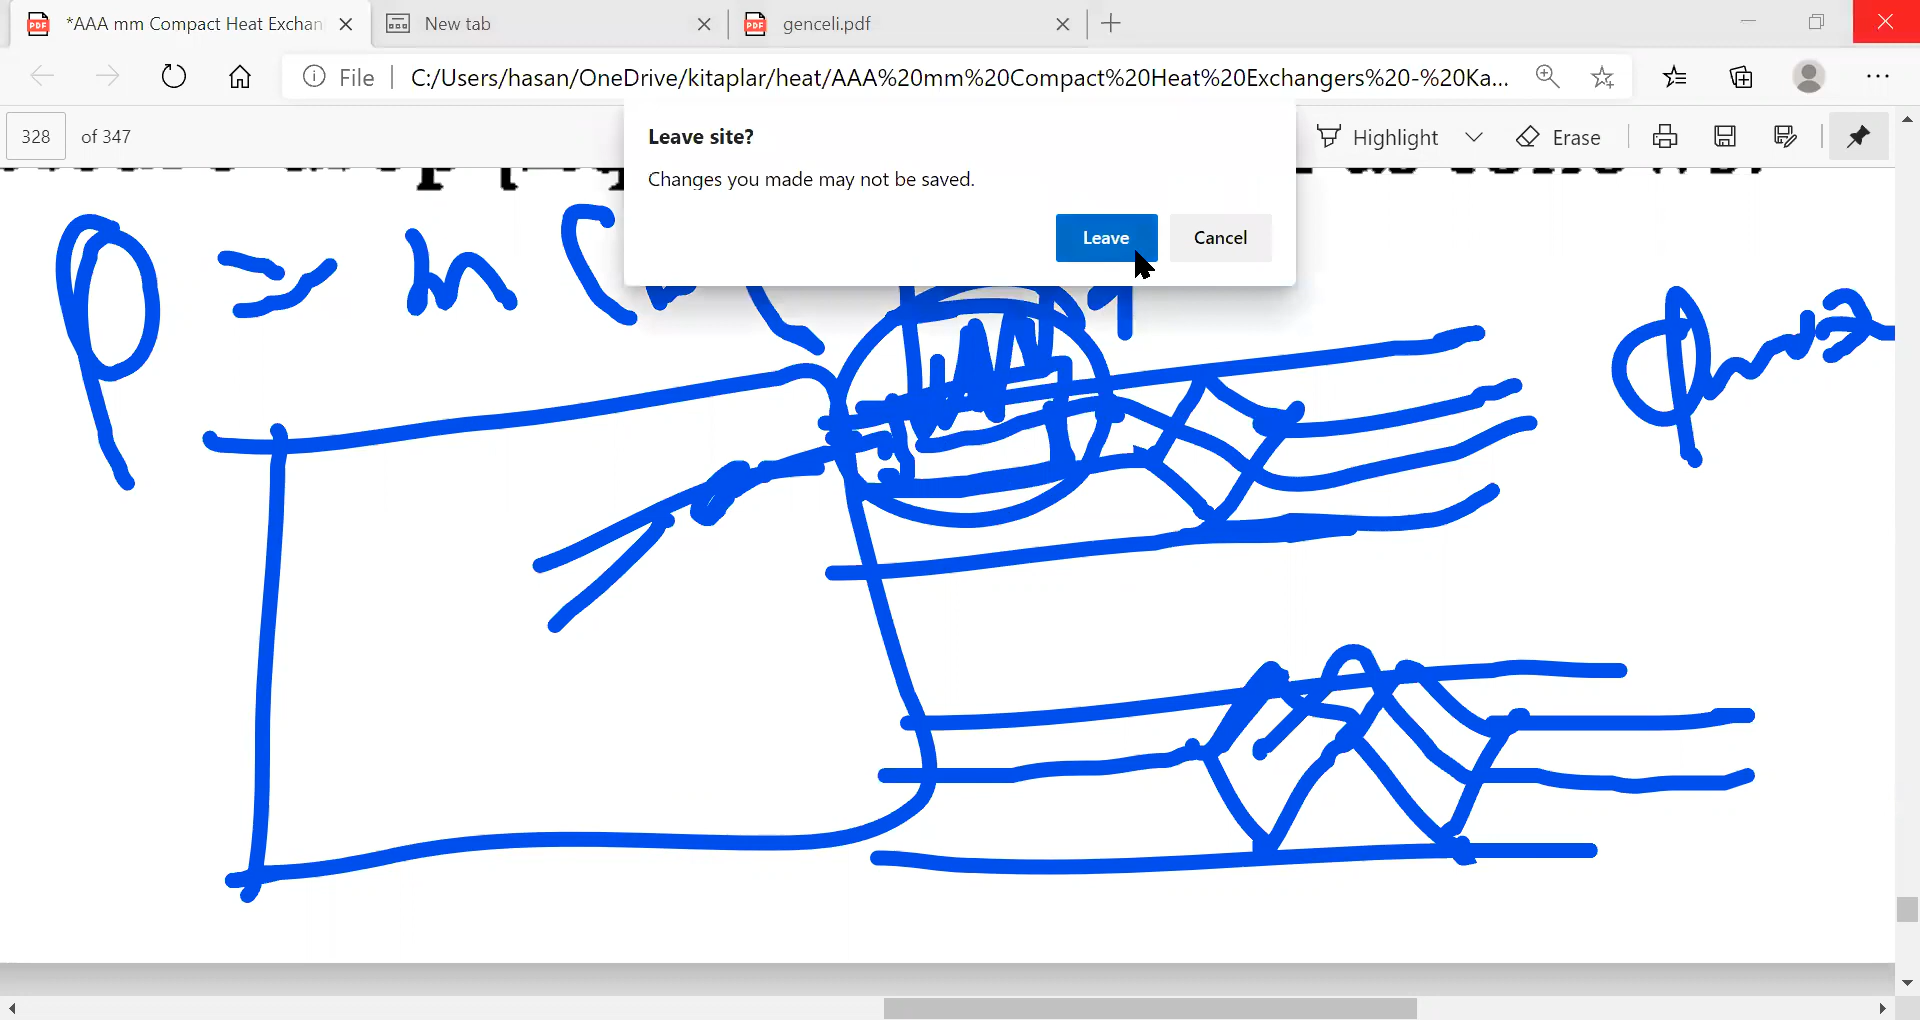 *AAA mm Compact Heat Exchan
New tab
genceli.pdf
File
C:/Users/hasan/OneDrive/kitaplar/heat/AAA%20mm%20Compact%20Heat%20Exchangers%20-%20Ka...
328 of 347
Highlight
Erase
Leave site?
Changes you made may not be saved.
Leave
Cancel